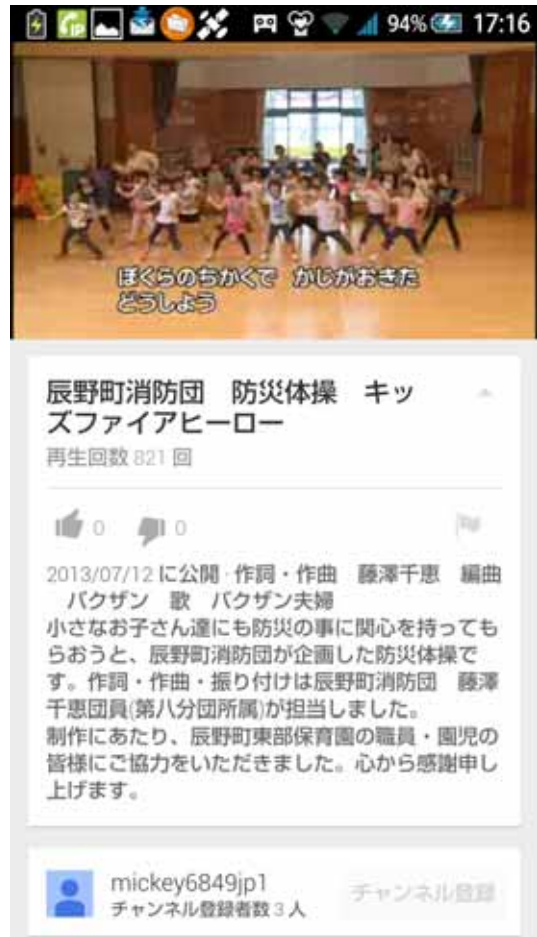 94% 17:16
ぼくらのちかくで　かじがおきた
どうしよう
辰野町消防団　防災体操　キッ
ズファイアヒーロー
再生回数 821 回
0 0
2013/07/12 に公開・作詞・作曲　藤澤千恵　編曲
バクザン　歌　バクザン夫婦
小さなお子さん達にも防災の事に関心を持っても
らおうと、辰野町消防団が企画した防災体操で
す。作詞・作曲・振り付けは辰野町消防団　藤澤
千恵団員(第八分団所属)が担当しました。
制作にあたり、辰野町東部保育園の職員・園児の
皆様にご協力をいただきました。心から感謝申し
上げます。
mickey6849jp1
チャンネル登録
チャンネル登録者数 3 人